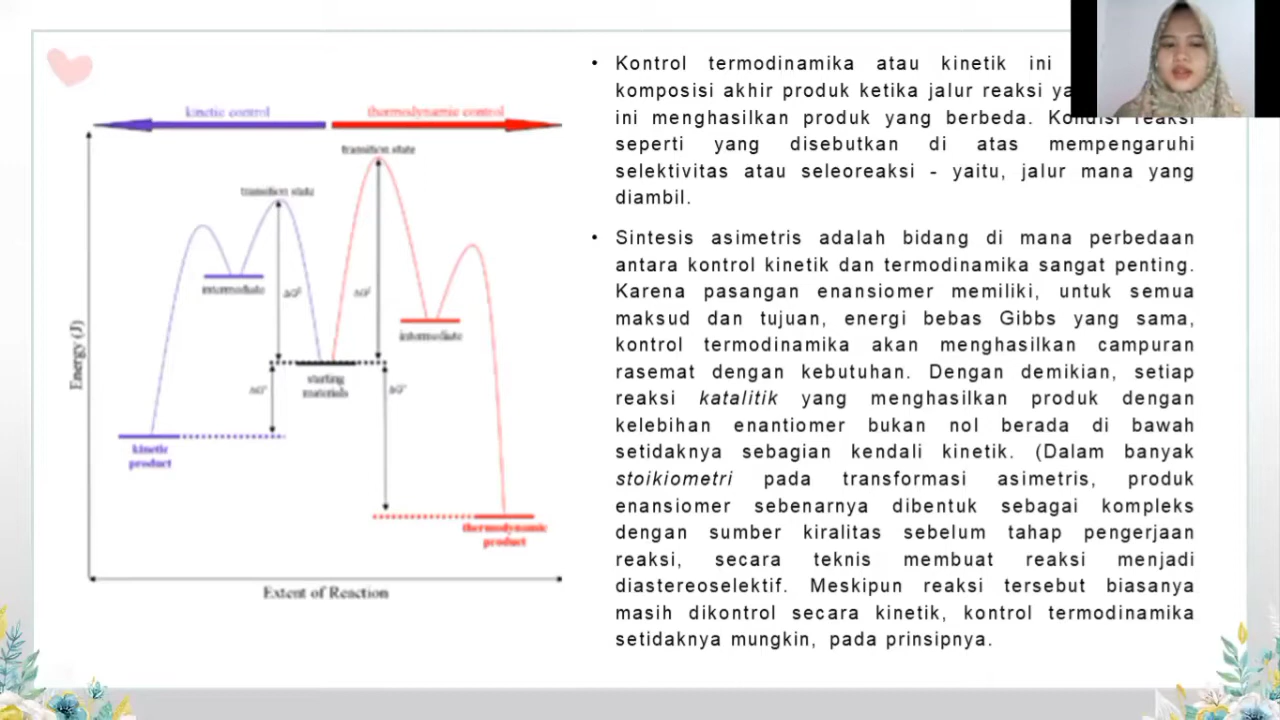 kinetic control
thermodynamic control
transition state
transition state
intermediate
ΔG‡
ΔG‡
intermediate
starting
materials
ΔG°
ΔG°
kinetic
product
thermodynamic
product
Energy (J)
Extent of Reaction
• Kontrol termodinamika atau kinetik ini
komposisi akhir produk ketika jalur reaksi
ini menghasilkan produk yang berbeda. Kondisi reaksi
seperti yang disebutkan di atas mempengaruhi
selektivitas atau seleoreaksi - yaitu, jalur mana yang
diambil.
• Sintesis asimetris adalah bidang di mana perbedaan
antara kontrol kinetik dan termodinamika sangat penting.
Karena pasangan enansiomer memiliki, untuk semua
maksud dan tujuan, energi bebas Gibbs yang sama,
kontrol termodinamika akan menghasilkan campuran
rasemat dengan kebutuhan. Dengan demikian, setiap
reaksi katalitik yang menghasilkan produk dengan
kelebihan enantiomer bukan nol berada di bawah
setidaknya sebagian kendali kinetik. (Dalam banyak
stoikiometri pada transformasi asimetris, produk
enansiomer sebenarnya dibentuk sebagai kompleks
dengan sumber kiralitas sebelum tahap pengerjaan
reaksi, secara teknis membuat reaksi menjadi
diastereoselektif. Meskipun reaksi tersebut biasanya
masih dikontrol secara kinetik, kontrol termodinamika
setidaknya mungkin, pada prinsipnya.